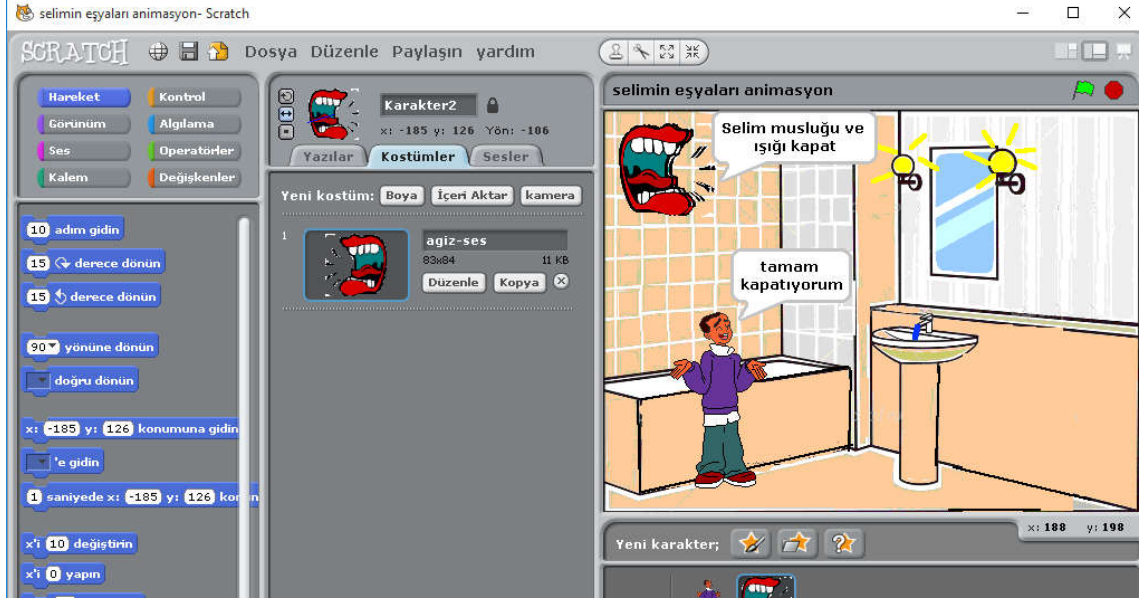 selimin eşyaları animasyon- Scratch
SCRATCH Dosya Düzenle Paylaşın yardım
Hareket Kontrol
Görünüm Algılama
Ses Operatörler
Kalem Değişkenler
10 adım gidin
15 derece dönün
15 derece dönün
90 yönüne dönün
doğru dönün
x: -185 y: 126 konumuna gidin
'e gidin
1 saniyede x: -185 y: 126
x'i 10 değiştirin
x'i 0 yapın
Karakter2
x: -185 y: 126 Yön: -106
Yazılar Kostümler Sesler
Yeni kostüm: Boya İçeri Aktar kamera
1 agiz-ses
83x84 11 KB
Düzenle Kopya
selimin eşyaları animasyon
Selim musluğu ve
ışığı kapat
tamam
kapatıyorum
x: 188 y: 198
Yeni karakter;